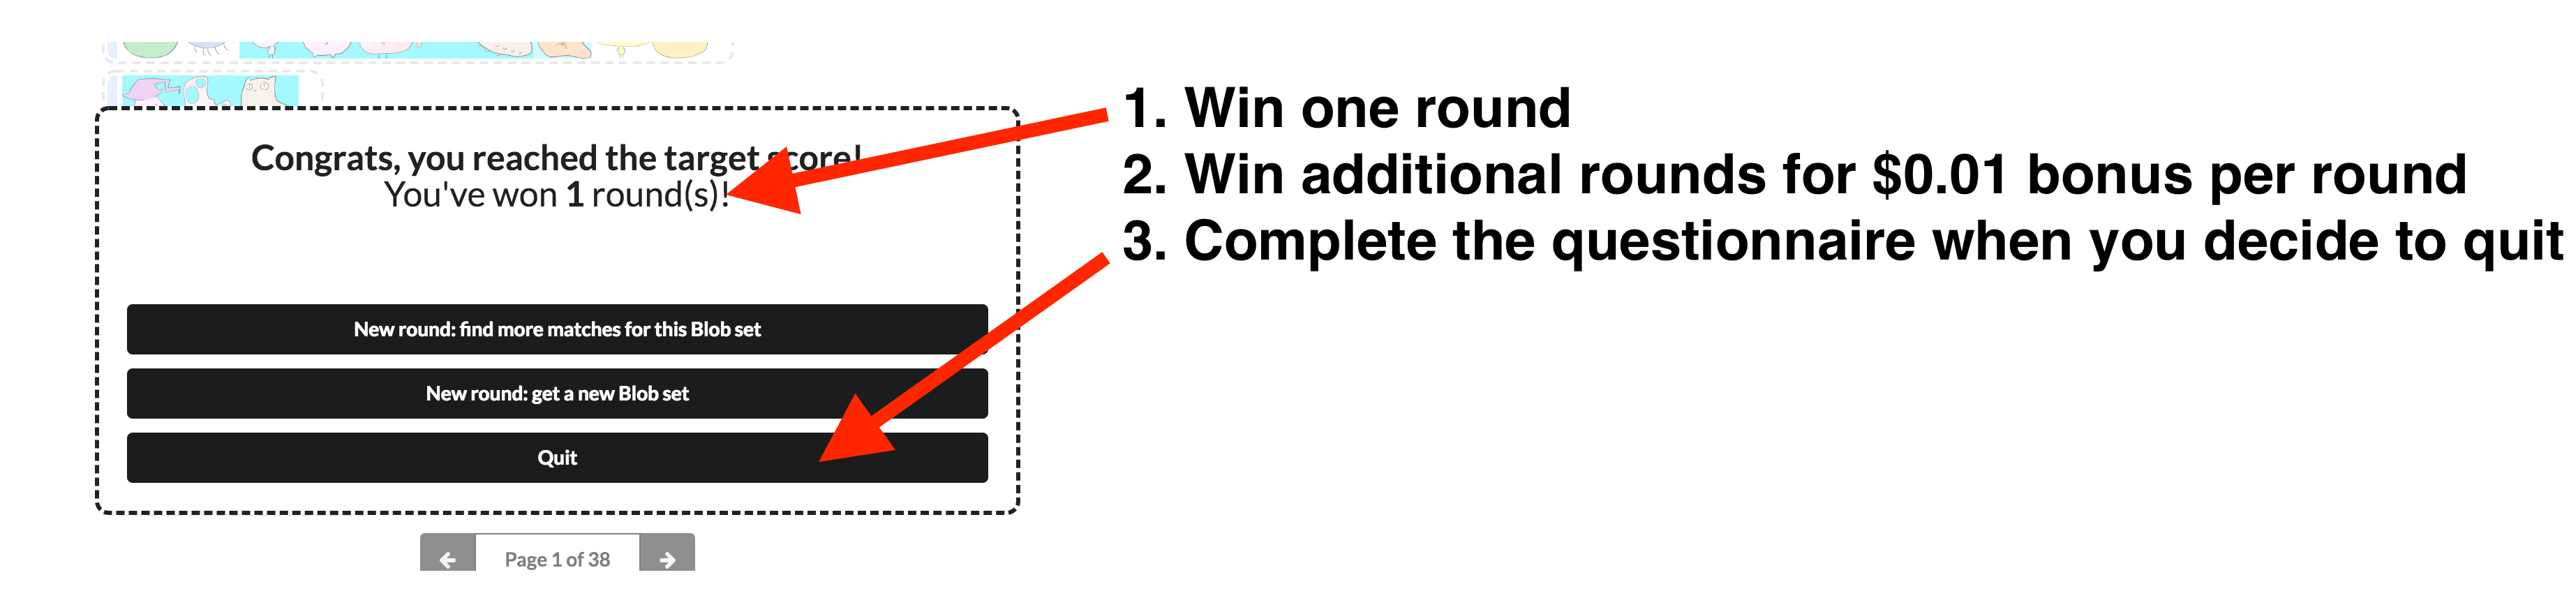 Congrats, you reached the target score!
You've won 1 round(s)!
New round: find more matches for this Blob set
New round: get a new Blob set
Quit
Page 1 of 38
1. Win one round
2. Win additional rounds for $0.01 bonus per round
3. Complete the questionnaire when you decide to quit